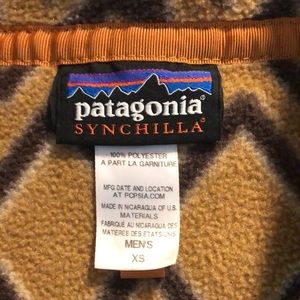 patagonia®
SYNCHILLA®
100% POLYESTER
A PART LA GARNITURE
MFG DATE AND LOCATION
AT PCPSIA.COM
MADE IN NICARAGUA OF U.S.
MATERIALS
FABRIQUÉ AU NICARAGUA DES
MATIÈRES DES ÉTATS-UNIS
MEN'S
XS